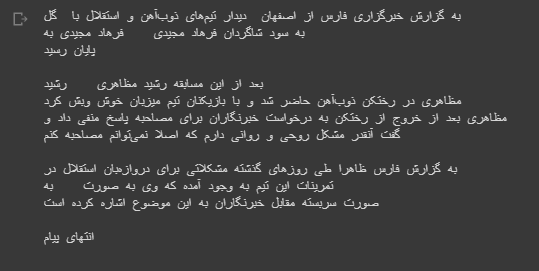 به گزارش خبرگزاری فارس از اصفهان دیدار تیم‌های ذوب‌آهن و استقلال با گل
به سود شاگردان فرهاد مجیدی فرهاد مجیدی به
پایان رسید
بعد از این مسابقه رشید مظاهری رشید
مظاهری در رختکن ذوب‌آهن حاضر شد و با بازیکنان تیم میزبان خوش وبش کرد
مظاهری بعد از خروج از رختکن به درخواست خبرنگاران برای مصاحبه پاسخ منفی داد و
گفت آنقدر مشکل روحی و روانی دارم که اصلا نمی‌توانم مصاحبه کنم
به گزارش فارس ظاهرا طی روزهای گذشته مشکلاتی برای دروازه‌بان استقلال در
تمرینات این تیم به وجود آمده که وی به صورت به
صورت سربسته مقابل خبرنگاران به این موضوع اشاره کرده است
انتهای پیام